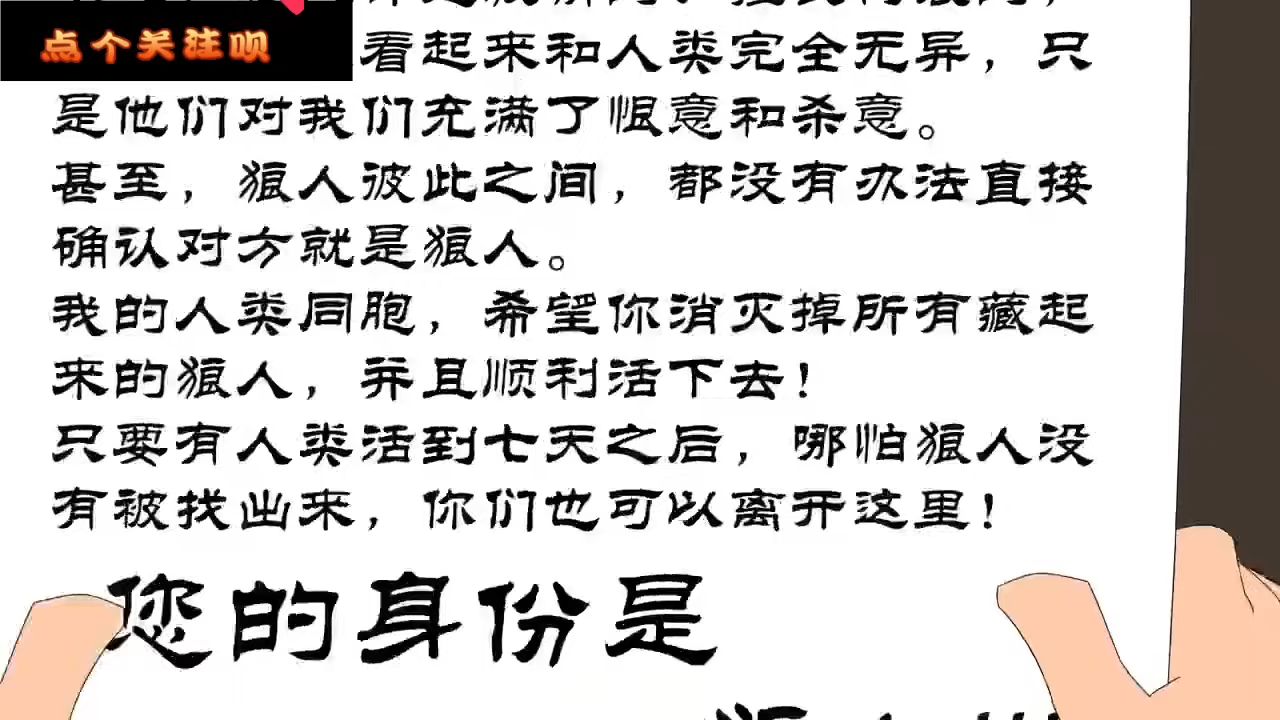 点个关注呗
看起来和人类完全无异，只
是他们对我们充满了恨意和杀意。
甚至，狼人彼此之间，都没有办法直接
确认对方就是狼人。
我的人类同胞，希望你消灭掉所有藏起
来的狼人，并且顺利活下去！
只要有人类活到七天之后，哪怕狼人没
有被找出来，你们也可以离开这里！
您的身份是